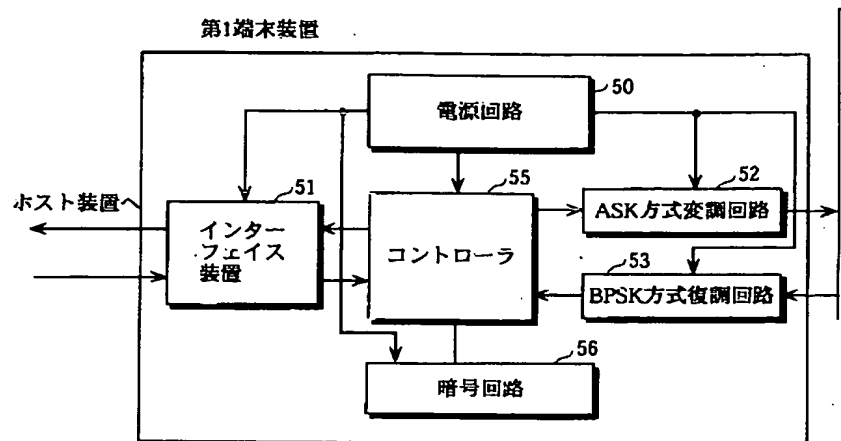 第1端末装置
電源回路
50
ホスト装置へ
51
インター
フェイス
装置
55
コントローラ
52
ASK方式変調回路
53
BPSK方式復調回路
56
暗号回路